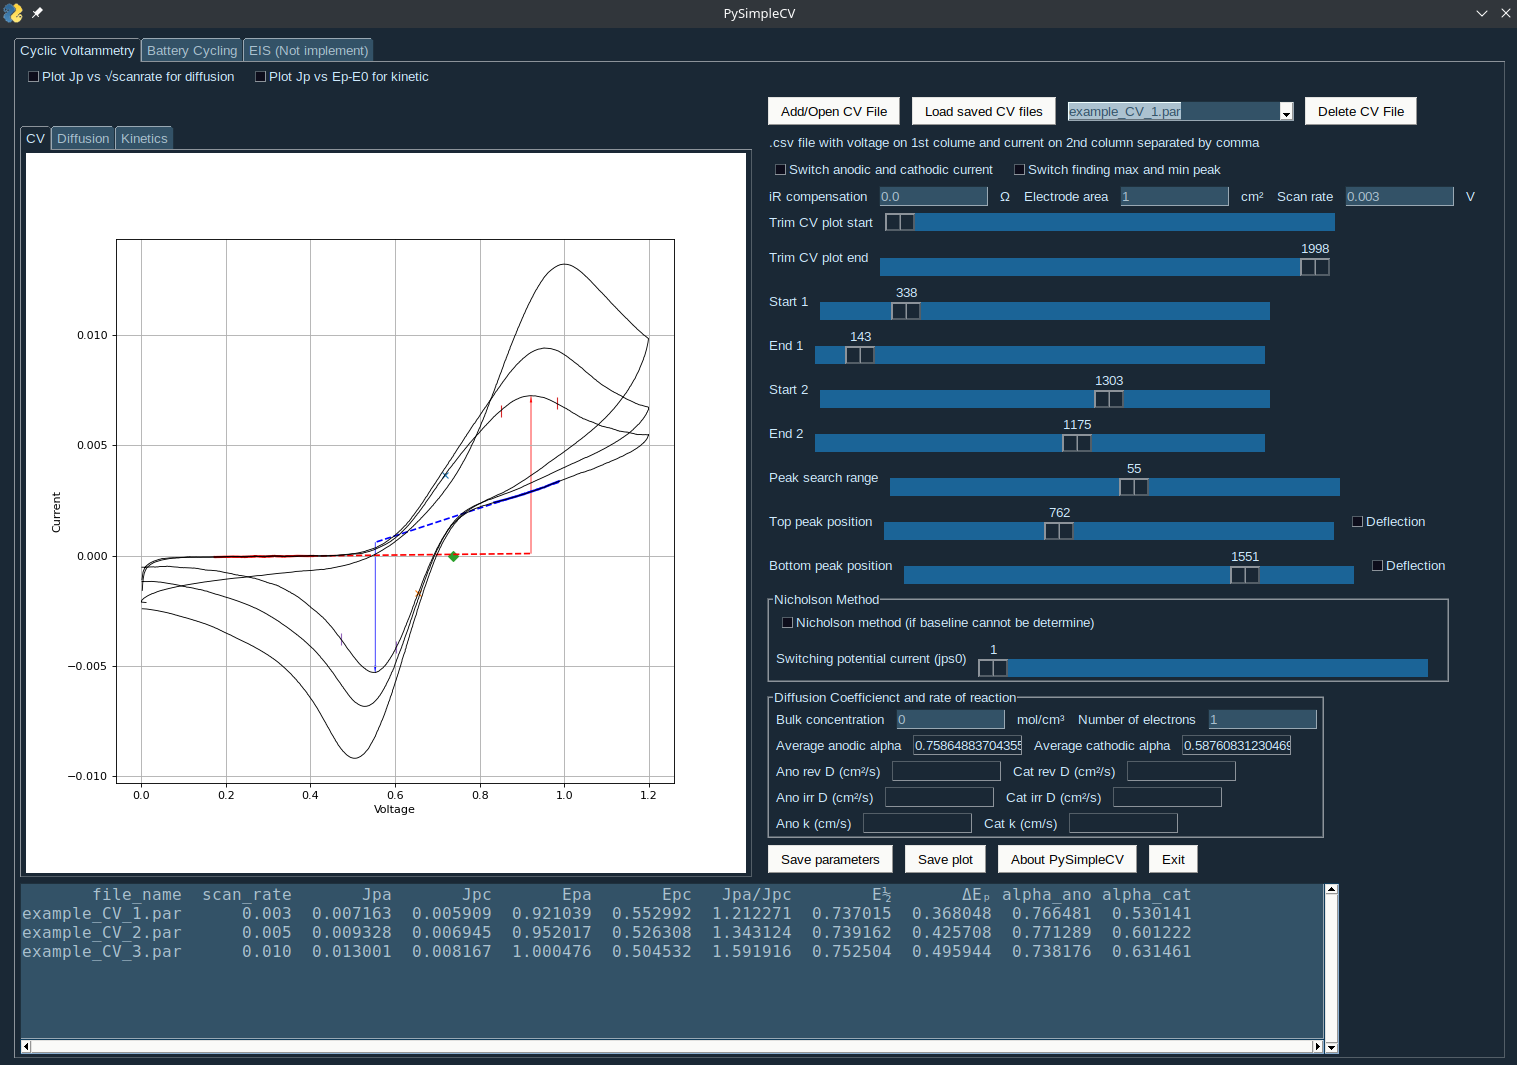 PySimpleCV
Cyclic Voltammetry Battery Cycling EIS (Not implement)
Plot Jp vs √scanrate for diffusion Plot Jp vs Ep-E0 for kinetic
Add/Open CV File Load saved CV files example_CV_1.par Delete CV File
CV Diffusion Kinetics
.csv file with voltage on 1st colume and current on 2nd column separated by comma
Switch anodic and cathodic current Switch finding max and min peak
iR compensation 0.0 Ω Electrode area 1 cm² Scan rate 0.003 V
Trim CV plot start
1998
Trim CV plot end
338
Start 1
143
End 1
1303
Start 2
1175
End 2
55
Peak search range
762
Top peak position Deflection
1551
Bottom peak position Deflection
Nicholson Method
Nicholson method (if baseline cannot be determine)
1
Switching potential current (jps0)
Diffusion Coefficienct and rate of reaction
Bulk concentration 0 mol/cm³ Number of electrons 1
Average anodic alpha 0.75864883704355 Average cathodic alpha 0.58760831230469
Ano rev D (cm²/s) Cat rev D (cm²/s)
Ano irr D (cm²/s) Cat irr D (cm²/s)
Ano k (cm/s) Cat k (cm/s)
Save parameters Save plot About PySimpleCV Exit
0.010
0.005
0.000
−0.005
−0.010
Current
0.0 0.2 0.4 0.6 0.8 1.0 1.2
Voltage
file_name scan_rate Jpa Jpc Epa Epc Jpa/Jpc E½ ΔEₚ alpha_ano alpha_cat
example_CV_1.par 0.003 0.007163 0.005909 0.921039 0.552992 1.212271 0.737015 0.368048 0.766481 0.530141
example_CV_2.par 0.005 0.009328 0.006945 0.952017 0.526308 1.343124 0.739162 0.425708 0.771289 0.601222
example_CV_3.par 0.010 0.013001 0.008167 1.000476 0.504532 1.591916 0.752504 0.495944 0.738176 0.631461